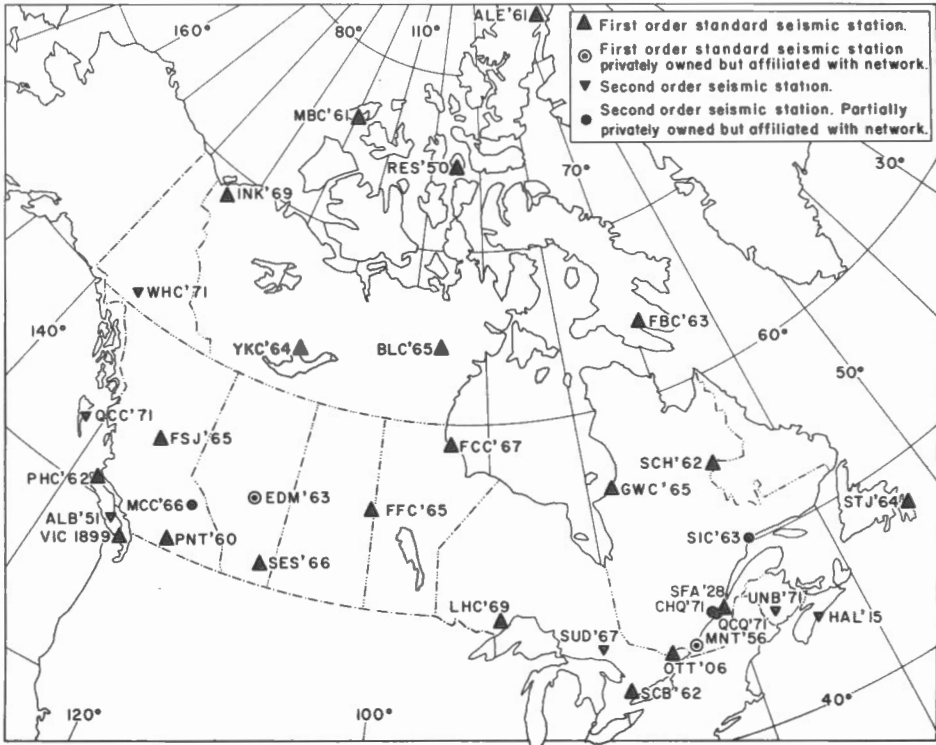 ALE'61
160°
80°
110°
First order standard seismic station.
First order standard seismic station
privately owned but affiliated with network.
Second order seismic station.
Second order seismic station. Partially
privately owned but affiliated with network.
MBC'61
RES'50
70°
30°
INK'69
WHC'71
140°
FBC'63
60°
YKC'64
BLC'65
50°
QCC'71
FSJ'65
FCC'67
SCH'62
PHC'62
GWC'65
MCC'66
EDM'63
FFC'65
STJ'64
ALB'51
VIC 1899
PNT'60
SIC'63
SES'66
SFA'28
UNB'71
CHQ'71
LHC'69
QCQ'71
HAL'15
MNT'56
SUD'67
OTT'06
SCB'62
40°
120°
100°